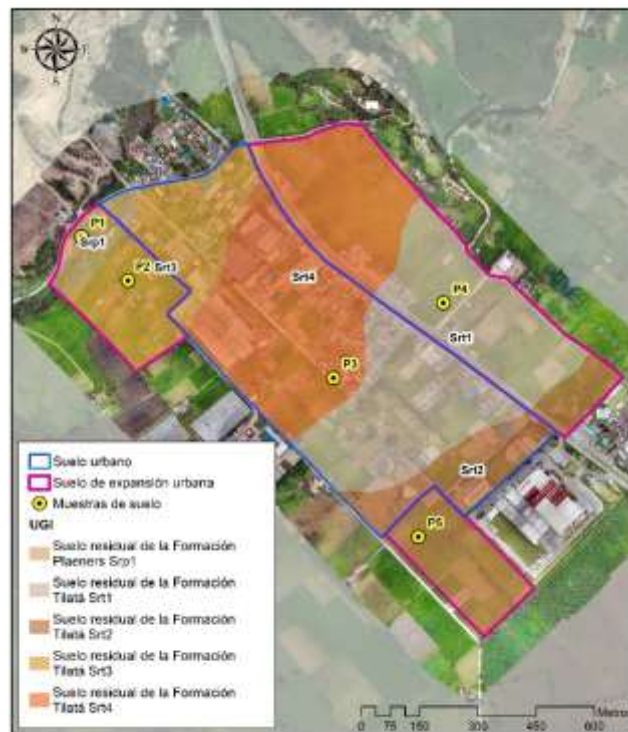 N
S
P1
Srp1
P2
Srt3
Srt4
P4
Srt1
P3
Srt2
P5
Suelo urbano
Suelo de expansión urbana
Muestras de suelo
UGI
Suelo residual de la Formación
Plaeners Srp1
Suelo residual de la Formación
Tilatá Srt1
Suelo residual de la Formación
Tilatá Srt2
Suelo residual de la Formación
Tilatá Srt3
Suelo residual de la Formación
Tilatá Srt4
Metros
0 75 150 300 450 600